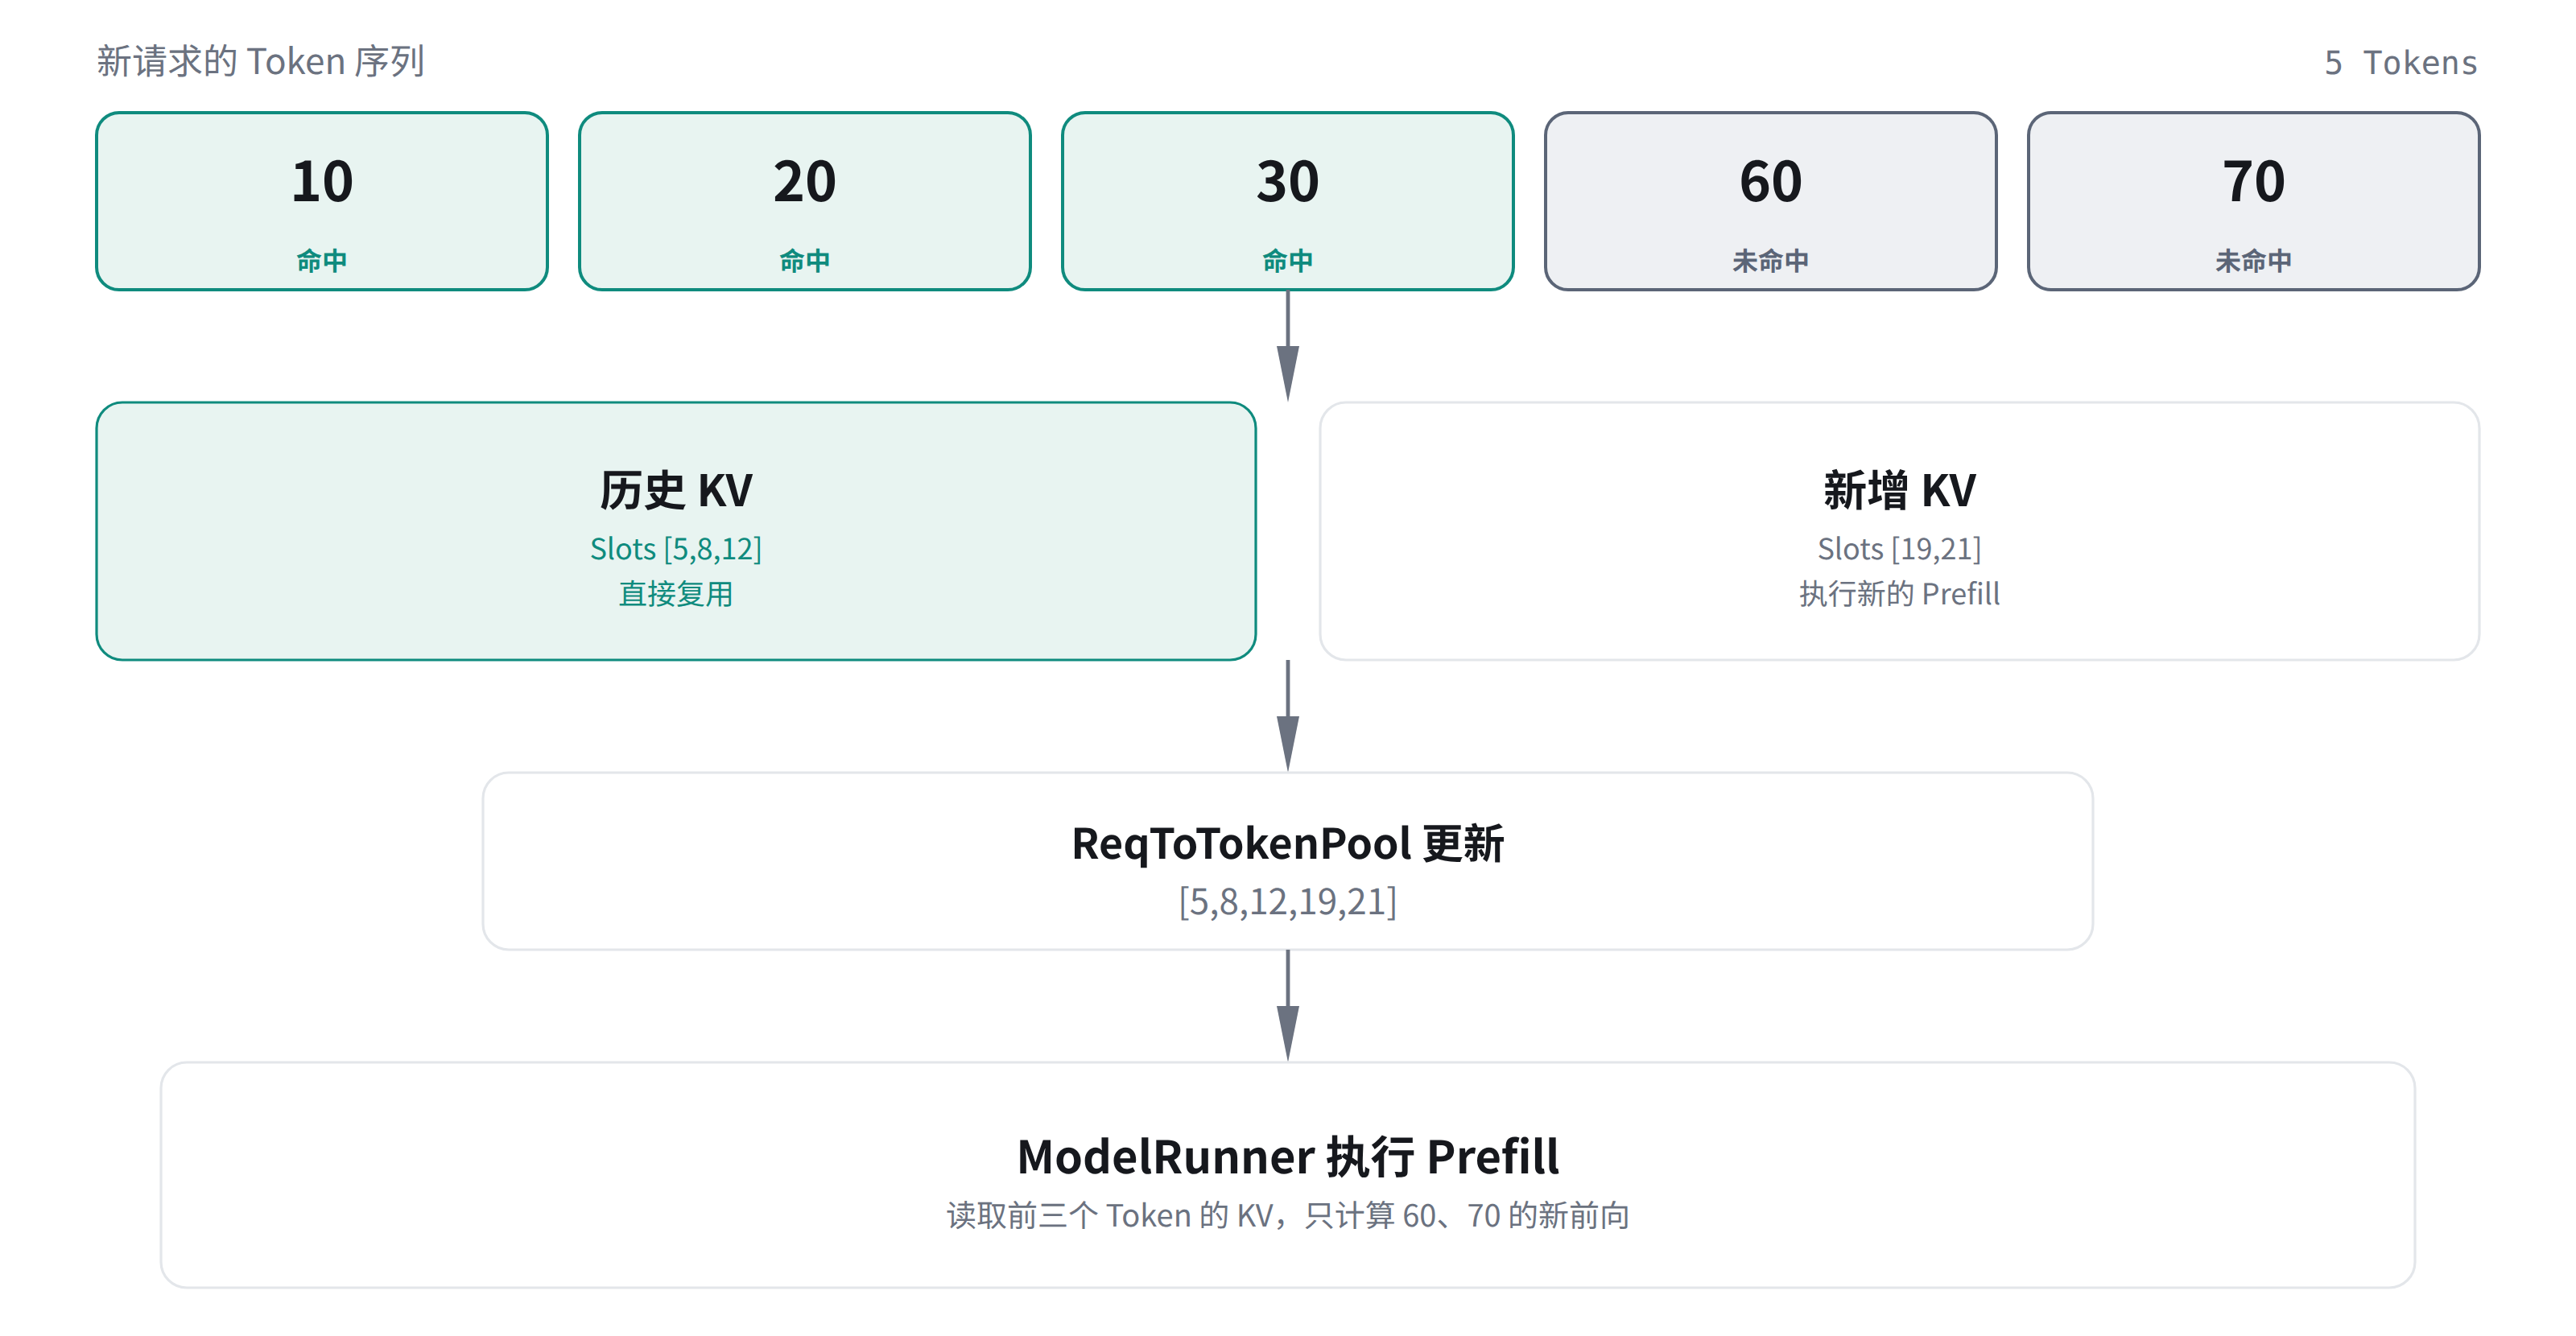 新请求的 Token 序列
5 Tokens
10
20
30
60
70
命中
命中
命中
未命中
未命中
历史 KV
Slots [5,8,12]
直接复用
新增 KV
Slots [19,21]
执行新的 Prefill
ReqToTokenPool 更新
[5,8,12,19,21]
ModelRunner 执行 Prefill
读取前三个 Token 的 KV，只计算 60、70 的新前向